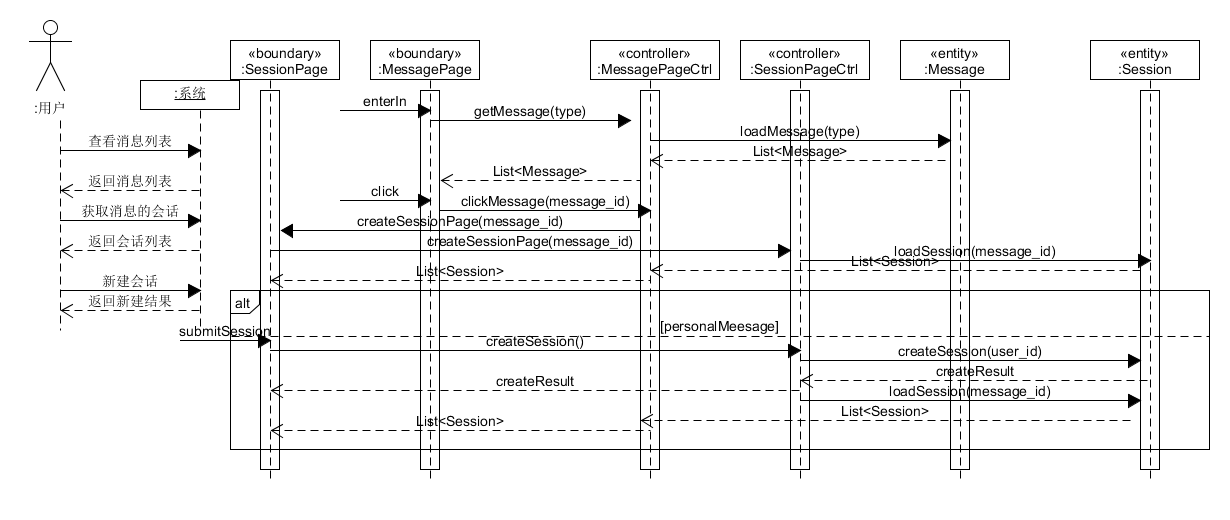 «boundary»
:SessionPage
«boundary»
:MessagePage
«controller»
:MessagePageCtrl
«controller»
:SessionPageCtrl
«entity»
:Message
«entity»
:Session
:系统
:用户
enterIn
getMessage(type)
loadMessage(type)
查看消息列表
List<Message>
List<Message>
返回消息列表
click
clickMessage(message_id)
获取消息的会话
createSessionPage(message_id)
返回会话列表
createSessionPage(message_id)
loadSession(message_id)
List<Session>
List<Session>
新建会话
返回新建结果
alt
submitSession
[personalMeesage]
createSession()
createSession(user_id)
createResult
createResult
loadSession(message_id)
List<Session>
List<Session>